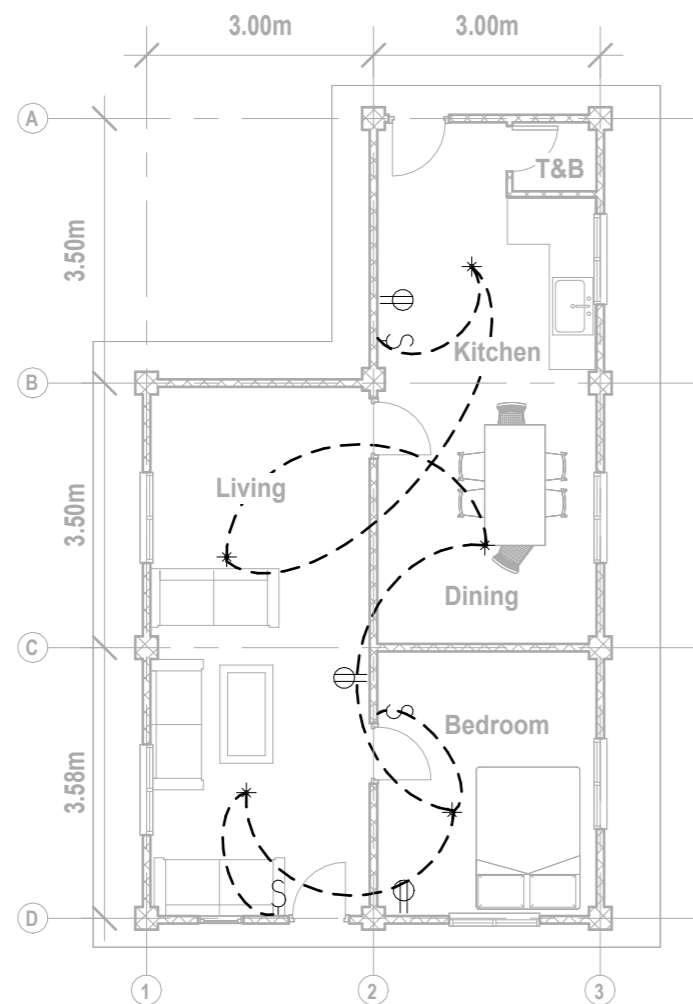 3.00m
3.00m
A
T&B
3.50m
S
Kitchen
B
Living
3.50m
Dining
C
S
Bedroom
3.58m
S
D
1
2
3